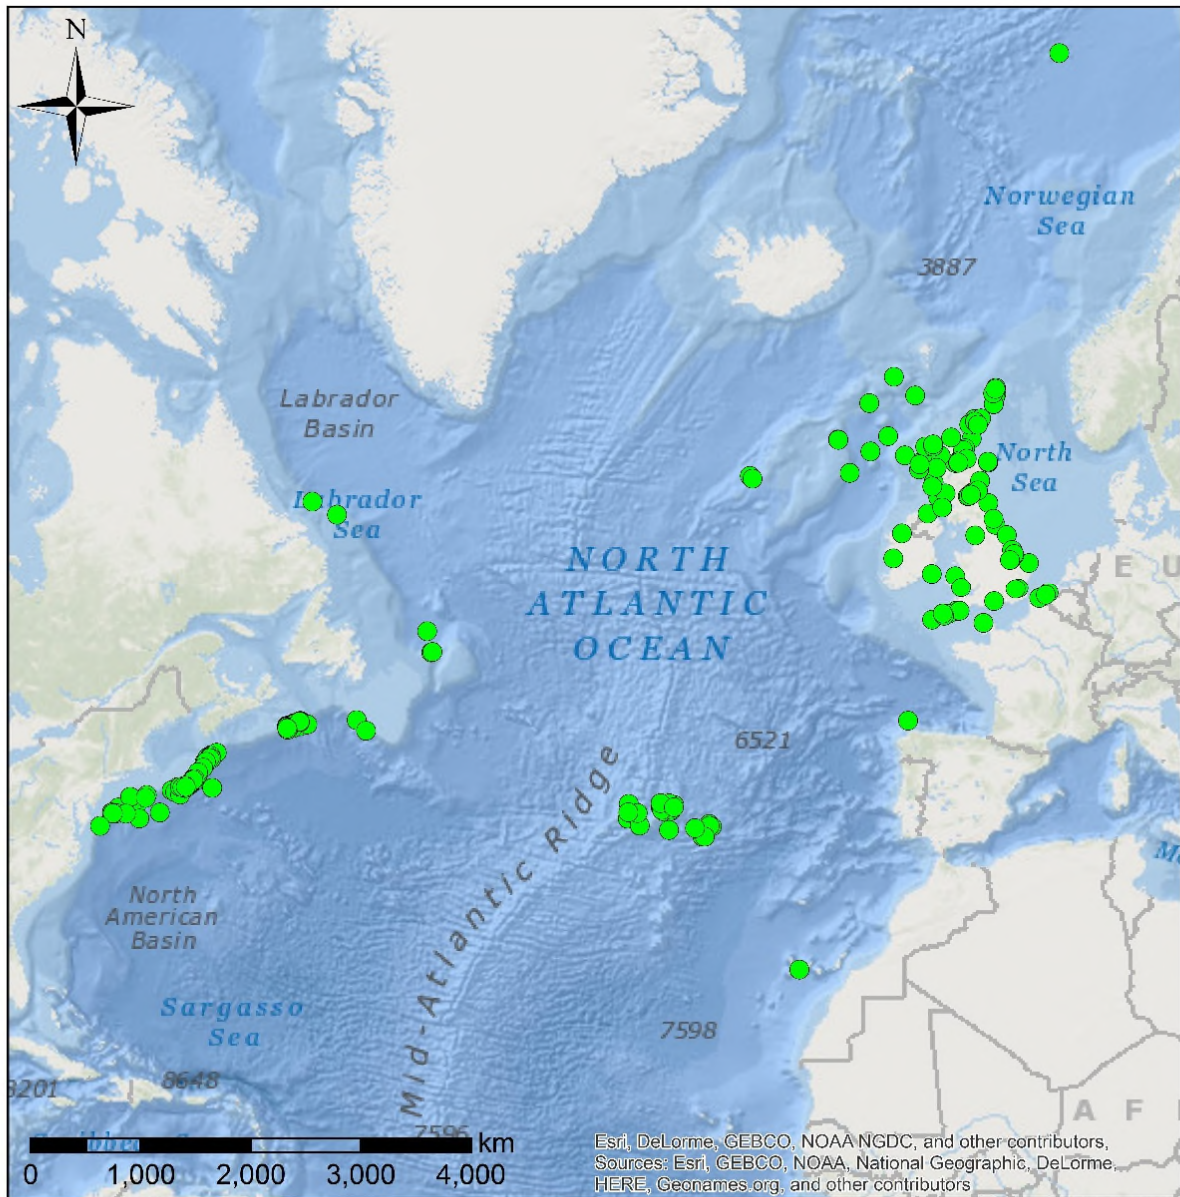 N
Norwegian
Sea
3887
Labrador
Basin
North
Sea
Labrador
Sea
NORTH
ATLANTIC
OCEAN
E U
6521
Mid-Atlantic Ridge
North
American
Basin
Sargasso
Sea
7598
8648
3201
7596
A F
km
0 1,000 2,000 3,000 4,000
Esri, DeLorme, GEBCO, NOAA NGDC, and other contributors,
Sources: Esri, GEBCO, NOAA, National Geographic, DeLorme,
HERE, Geonames.org, and other contributors